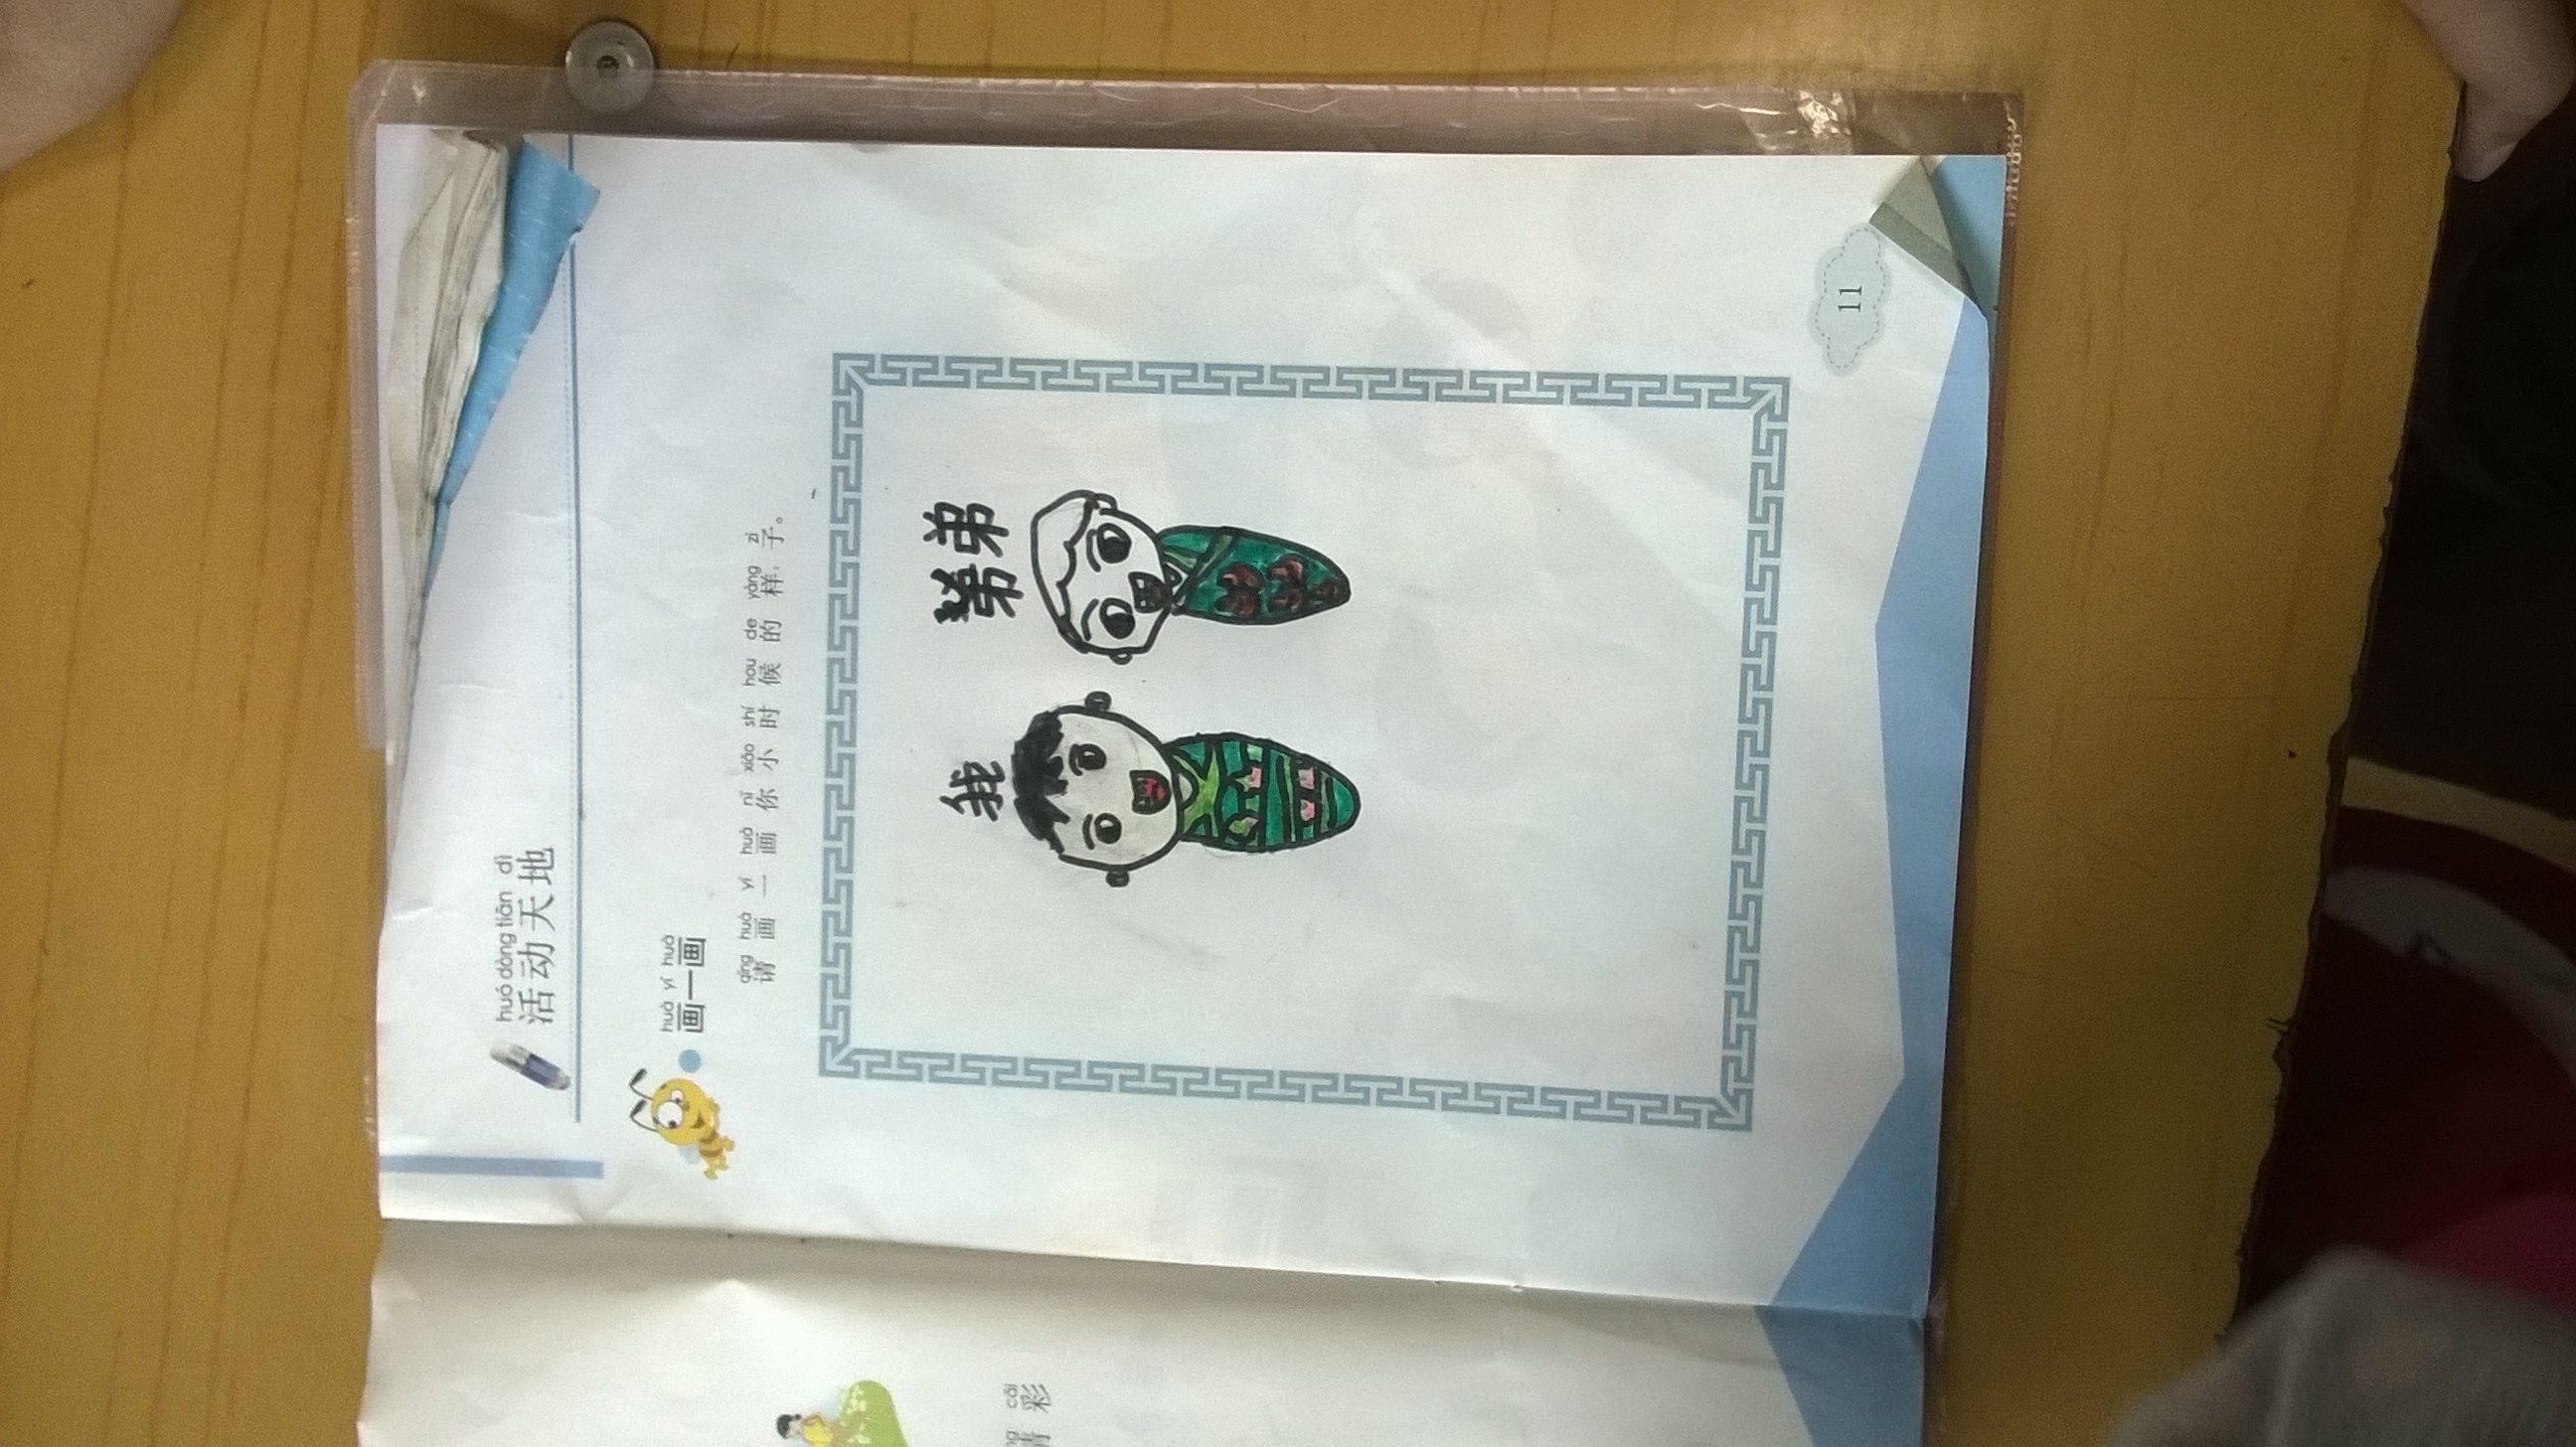 huó dòng tiān dì
活动天地
huà yí huà
画一画
qǐng huà yí huà nǐ xiǎo shí hou de yàng zi
请画一画你小时候的样子。
我 弟弟
11
cǎi
彩